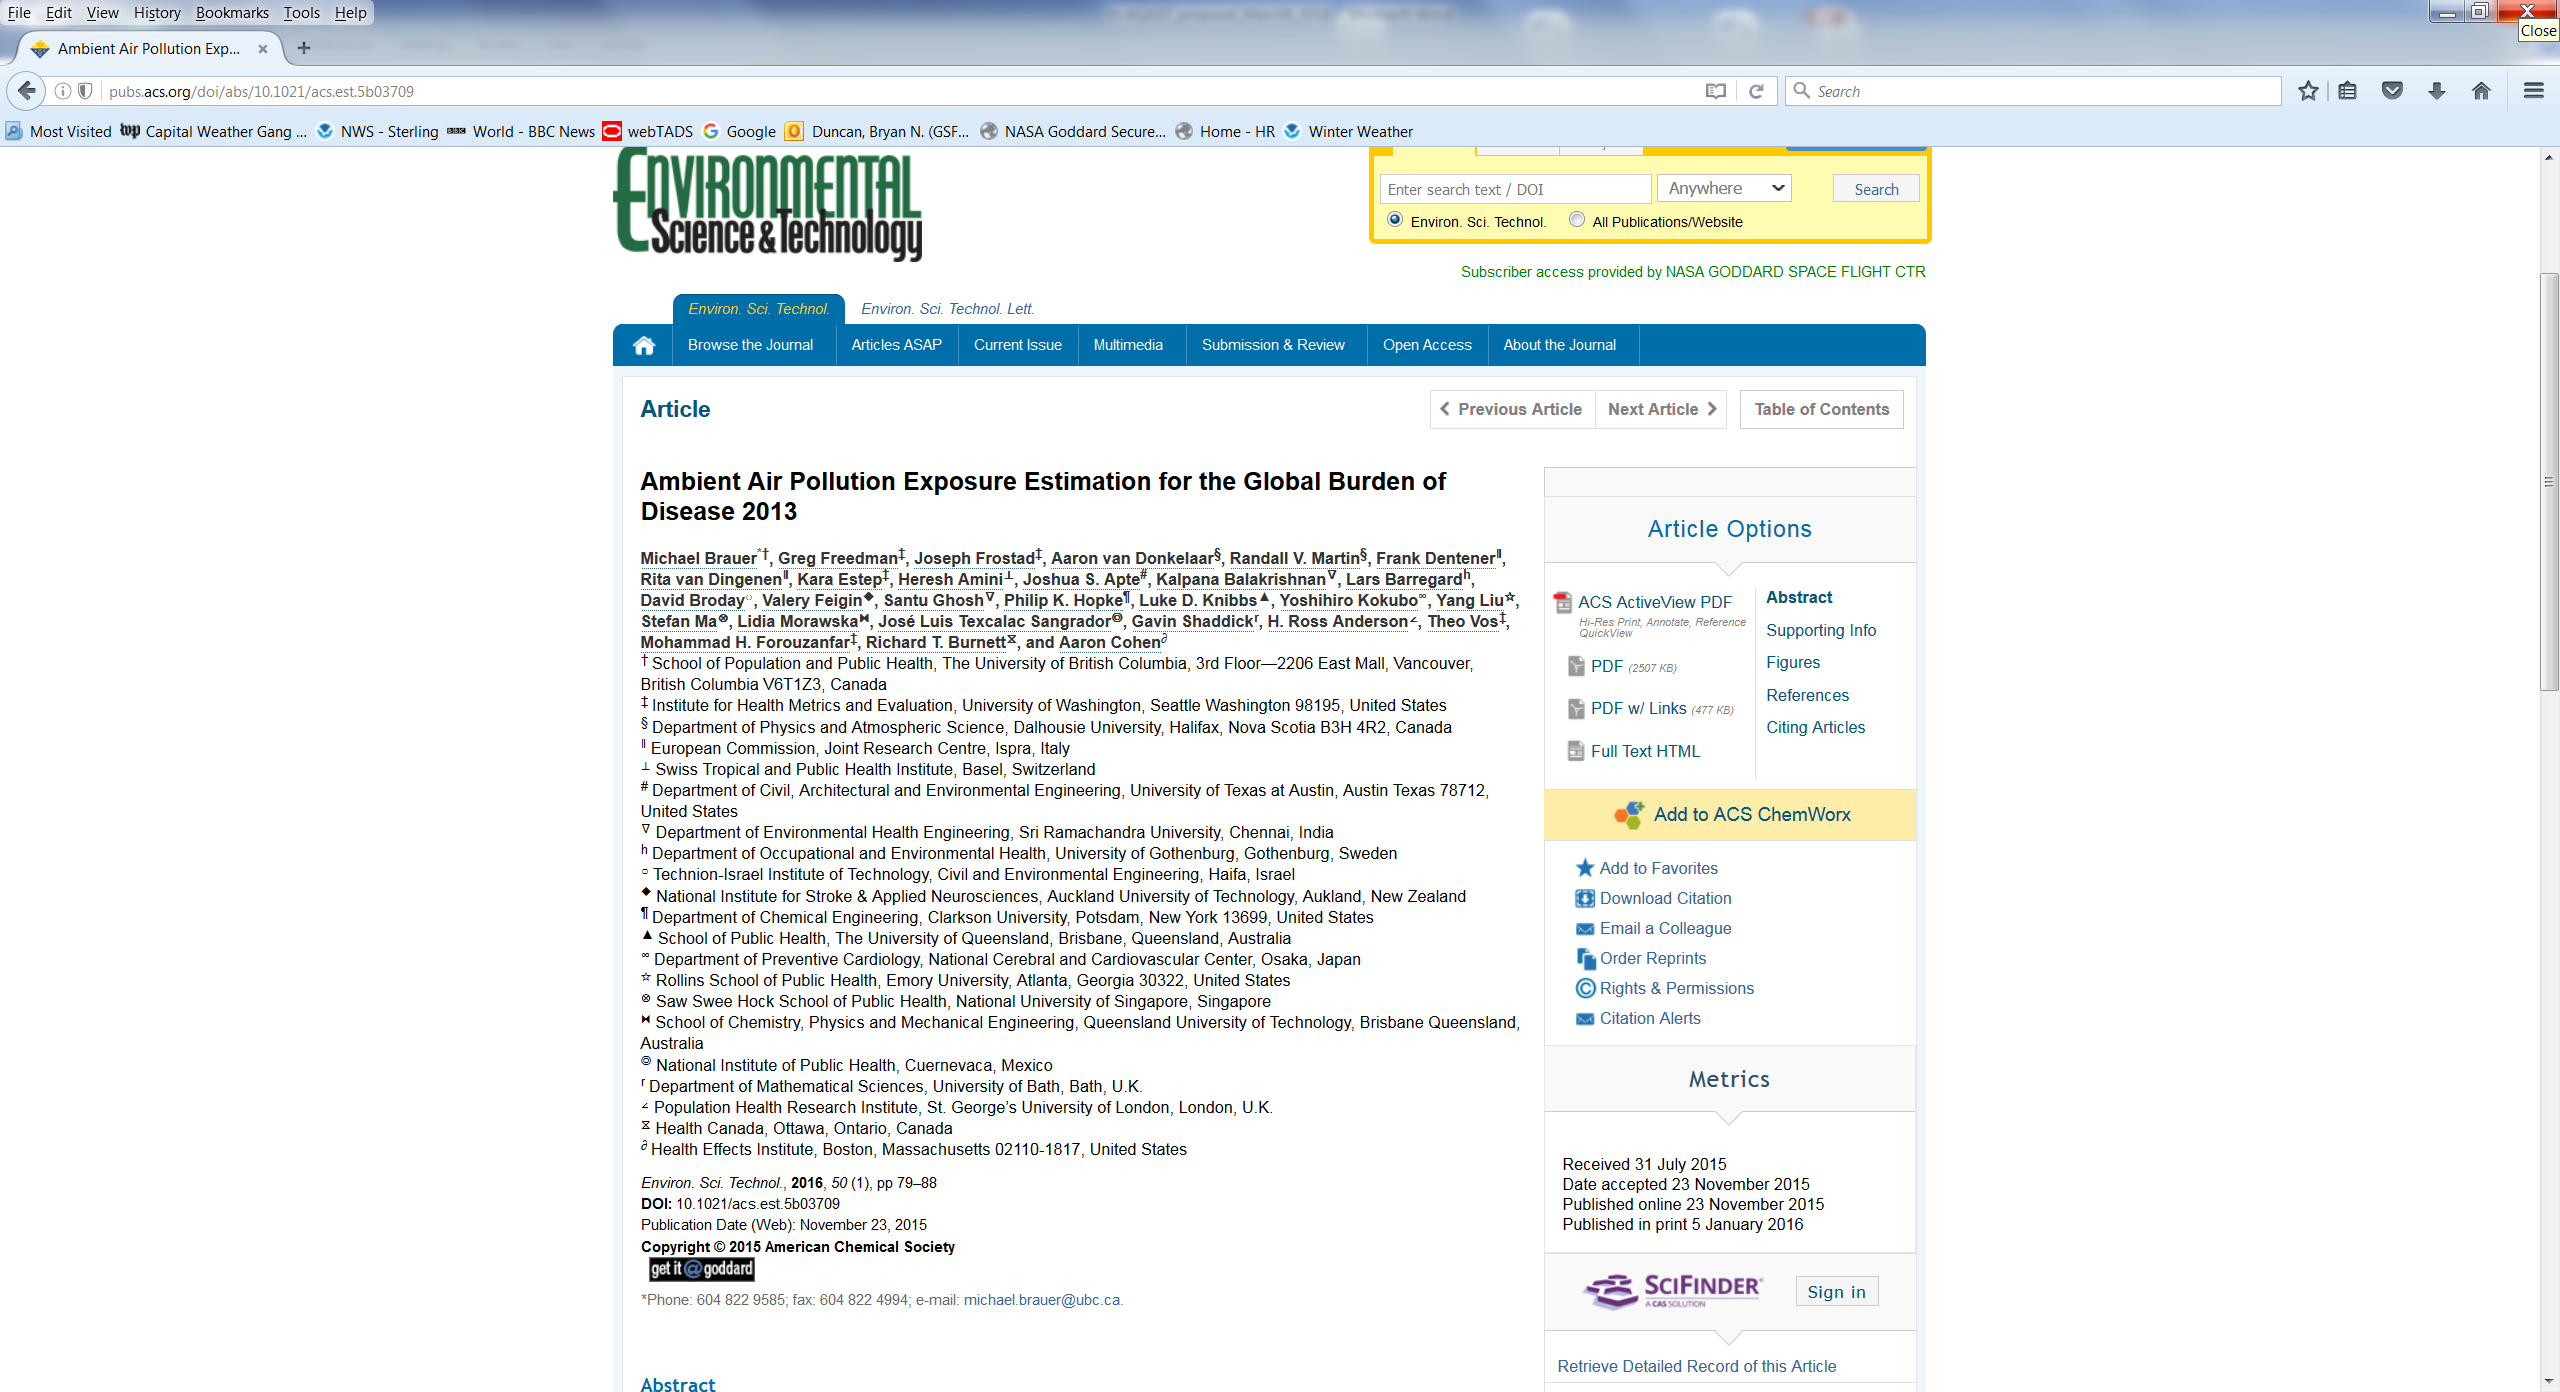 File Edit View History Bookmarks Tools Help
Close
Ambient Air Pollution Exp...
pubs.acs.org/doi/abs/10.1021/acs.est.5b03709
Search
Most Visited Capital Weather Gang ... NWS - Sterling World - BBC News webTADS Google Duncan, Bryan N. (GSF... NASA Goddard Secure... Home - HR Winter Weather
Environmental
Science & Technology
Enter search text / DOI Anywhere Search
Environ. Sci. Technol. All Publications/Website
Subscriber access provided by NASA GODDARD SPACE FLIGHT CTR
Environ. Sci. Technol. Environ. Sci. Technol. Lett.
Browse the Journal Articles ASAP Current Issue Multimedia Submission & Review Open Access About the Journal
Article
Previous Article Next Article Table of Contents
Ambient Air Pollution Exposure Estimation for the Global Burden of
Disease 2013
Michael Brauer*†, Greg Freedman‡, Joseph Frostad‡, Aaron van Donkelaar§, Randall V. Martin§, Frank Dentener∥,
Rita van Dingenen∥, Kara Estep‡, Heresh Amini⊥, Joshua S. Apte#, Kalpana Balakrishnan∇, Lars Barregard◊h,
David Broday○, Valery Feigin◆, Santu Ghosh∇, Philip K. Hopke¶, Luke D. Knibbs▲, Yoshihiro Kokubo∞, Yang Liu☆,
Stefan Ma⊗, Lidia Morawska⧓, José Luis Texcalac Sangrador◎, Gavin Shaddick r, H. Ross Anderson∠, Theo Vos‡,
Mohammad H. Forouzanfar‡, Richard T. Burnett⧖, and Aaron Cohen∂
† School of Population and Public Health, The University of British Columbia, 3rd Floor—2206 East Mall, Vancouver,
British Columbia V6T1Z3, Canada
‡ Institute for Health Metrics and Evaluation, University of Washington, Seattle Washington 98195, United States
§ Department of Physics and Atmospheric Science, Dalhousie University, Halifax, Nova Scotia B3H 4R2, Canada
∥ European Commission, Joint Research Centre, Ispra, Italy
⊥ Swiss Tropical and Public Health Institute, Basel, Switzerland
# Department of Civil, Architectural and Environmental Engineering, University of Texas at Austin, Austin Texas 78712,
United States
∇ Department of Environmental Health Engineering, Sri Ramachandra University, Chennai, India
h Department of Occupational and Environmental Health, University of Gothenburg, Gothenburg, Sweden
○ Technion-Israel Institute of Technology, Civil and Environmental Engineering, Haifa, Israel
◆ National Institute for Stroke & Applied Neurosciences, Auckland University of Technology, Aukland, New Zealand
¶ Department of Chemical Engineering, Clarkson University, Potsdam, New York 13699, United States
▲ School of Public Health, The University of Queensland, Brisbane, Queensland, Australia
∞ Department of Preventive Cardiology, National Cerebral and Cardiovascular Center, Osaka, Japan
☆ Rollins School of Public Health, Emory University, Atlanta, Georgia 30322, United States
⊗ Saw Swee Hock School of Public Health, National University of Singapore, Singapore
⧓ School of Chemistry, Physics and Mechanical Engineering, Queensland University of Technology, Brisbane Queensland,
Australia
◎ National Institute of Public Health, Cuernevaca, Mexico
r Department of Mathematical Sciences, University of Bath, Bath, U.K.
∠ Population Health Research Institute, St. George’s University of London, London, U.K.
⧖ Health Canada, Ottawa, Ontario, Canada
∂ Health Effects Institute, Boston, Massachusetts 02110-1817, United States
Environ. Sci. Technol., 2016, 50 (1), pp 79–88
DOI: 10.1021/acs.est.5b03709
Publication Date (Web): November 23, 2015
Copyright © 2015 American Chemical Society
get it @ goddard
*Phone: 604 822 9585; fax: 604 822 4994; e-mail: michael.brauer@ubc.ca.
Abstract
Article Options
ACS ActiveView PDF
Hi-Res Print, Annotate, Reference
QuickView
PDF (2507 KB)
PDF w/ Links (477 KB)
Full Text HTML
Abstract
Supporting Info
Figures
References
Citing Articles
Add to ACS ChemWorx
Add to Favorites
Download Citation
Email a Colleague
Order Reprints
Rights & Permissions
Citation Alerts
Metrics
Received 31 July 2015
Date accepted 23 November 2015
Published online 23 November 2015
Published in print 5 January 2016
SciFinder
A CAS SOLUTION
Sign in
Retrieve Detailed Record of this Article